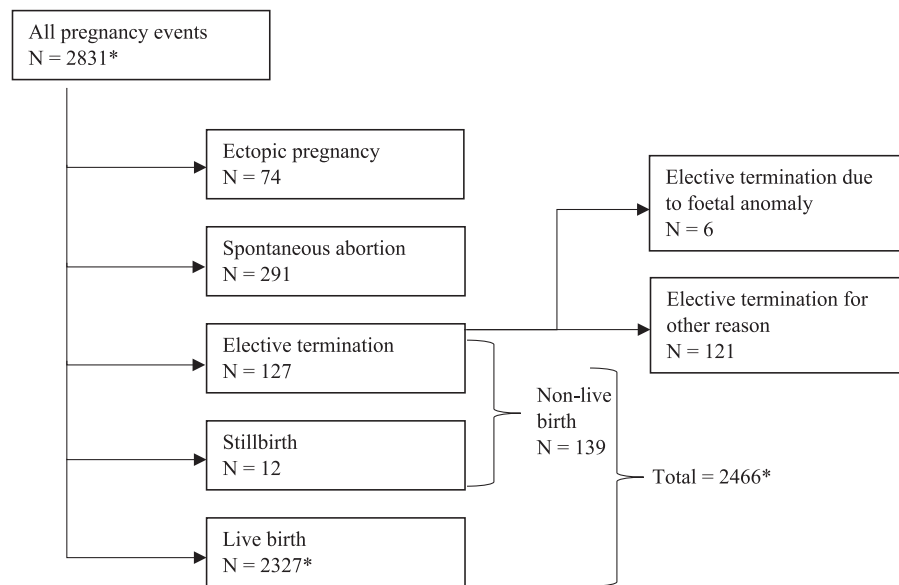 All pregnancy events
N = 2831*
Ectopic pregnancy
N = 74
Spontaneous abortion
N = 291
Elective termination
N = 127
Stillbirth
N = 12
Live birth
N = 2327*
Non-live
birth
N = 139
Elective termination due
to foetal anomaly
N = 6
Elective termination for
other reason
N = 121
Total = 2466*